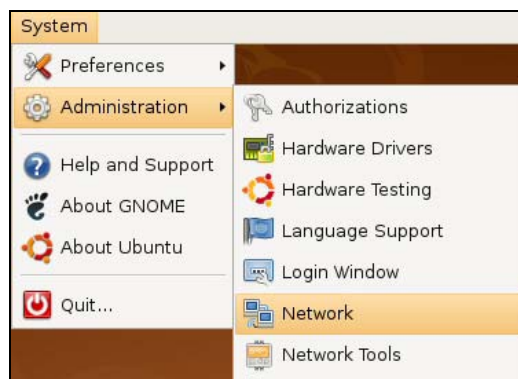 System
Preferences
Administration
Help and Support
About GNOME
About Ubuntu
Quit...
Authorizations
Hardware Drivers
Hardware Testing
Language Support
Login Window
Network
Network Tools